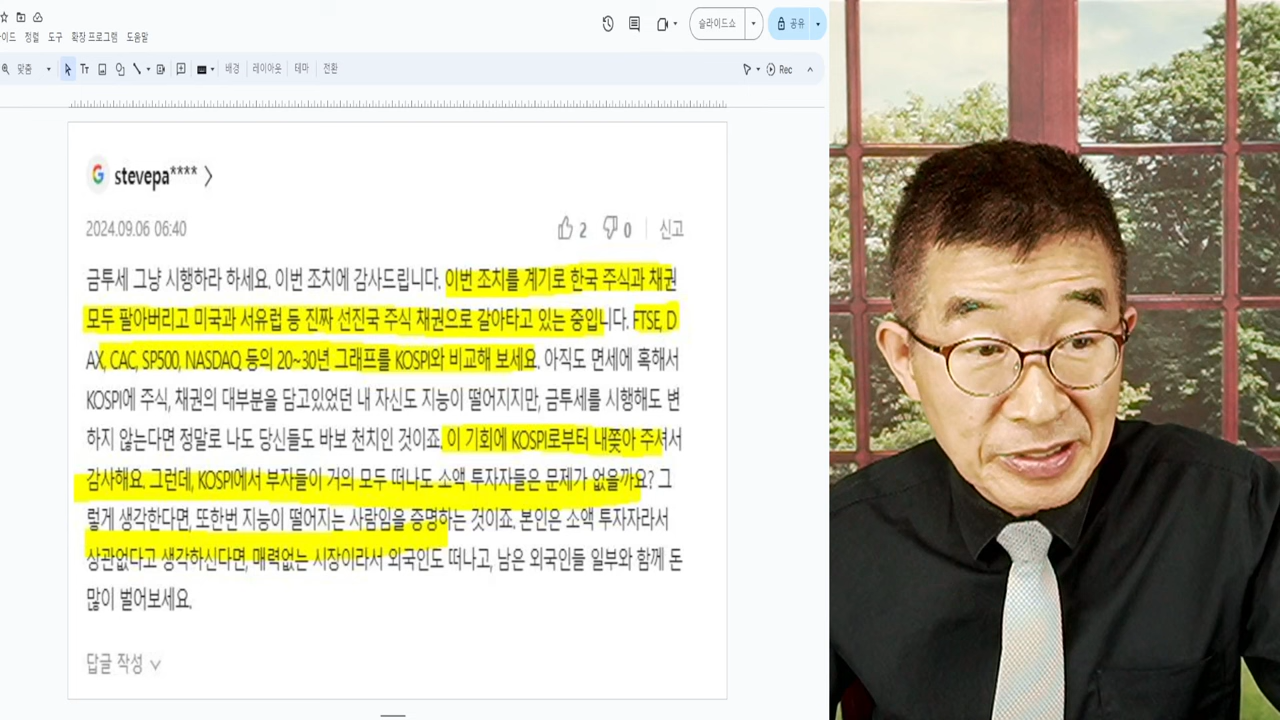 이드 정렬 도구 확장 프로그램 도움말
슬라이드쇼
공유
맞춤
배경 레이아웃 테마 전환
Rec
stevepa****
2024.09.06 06:40
2 0 신고
금투세 그냥 시행하라 하세요. 이번 조치에 감사드립니다. 이번 조치를 계기로 한국 주식과 채권
모두 팔아버리고 미국과 서유럽 등 진짜 선진국 주식 채권으로 갈아타고 있는 중입니다. FTSE, D
AX, CAC, SP500, NASDAQ 등의 20~30년 그래프를 KOSPI와 비교해 보세요. 아직도 면세에 혹해서
KOSPI에 주식, 채권의 대부분을 담고있었던 내 자신도 지능이 떨어지지만, 금투세를 시행해도 변
하지 않는다면 정말로 나도 당신들도 바보 천치인 것이죠. 이 기회에 KOSPI로부터 내쫓아 주셔서
감사해요. 그런데, KOSPI에서 부자들이 거의 모두 떠나도 소액 투자자들은 문제가 없을까요? 그
렇게 생각한다면, 또한번 지능이 떨어지는 사람임을 증명하는 것이죠. 본인은 소액 투자자라서
상관없다고 생각하신다면, 매력없는 시장이라서 외국인도 떠나고, 남은 외국인들 일부와 함께 돈
많이 벌어보세요.
답글 작성